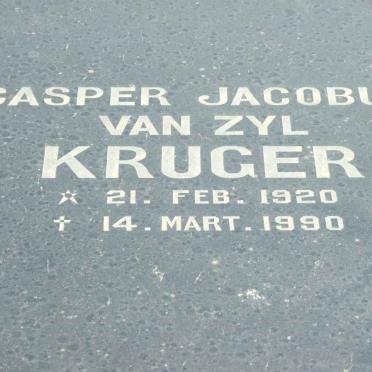 CASPER JACOBU
VAN ZYL
KRUGER
☆ 21. FEB. 1920
✝ 14. MART. 1990